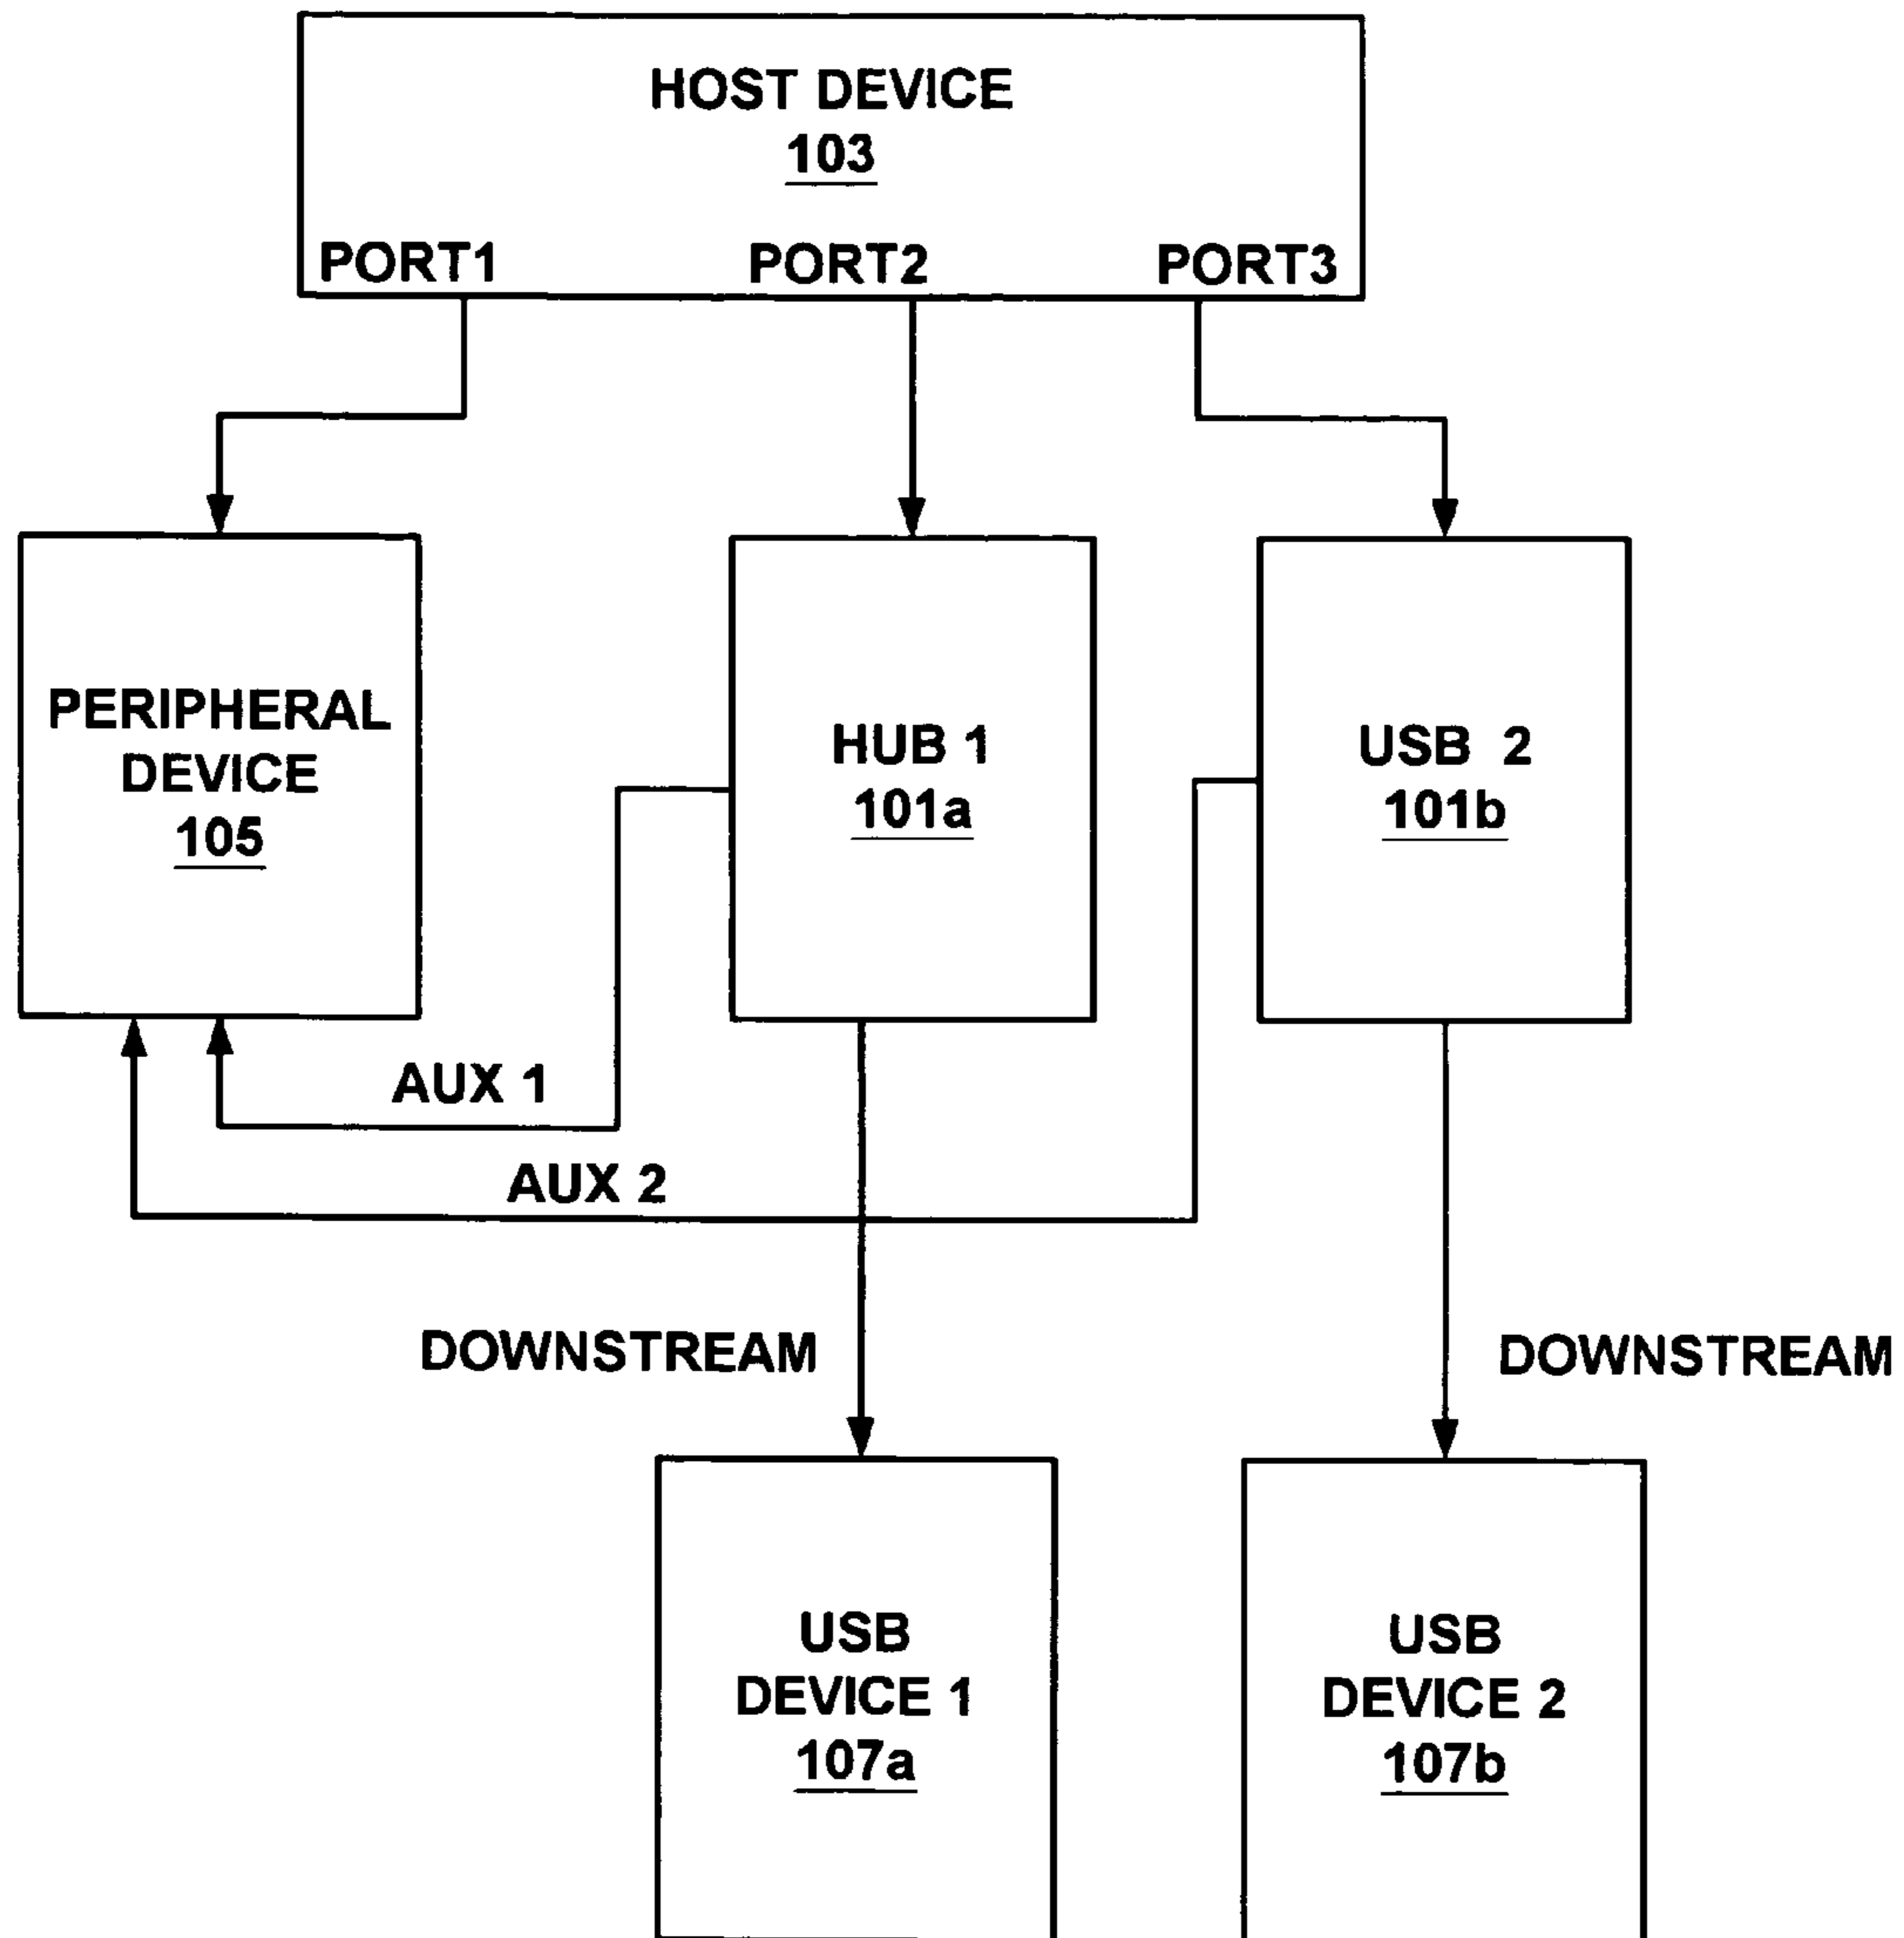 HOST DEVICE
103
PORT1 PORT2 PORT3
PERIPHERAL
DEVICE
105
HUB 1
101a
USB 2
101b
AUX 1
AUX 2
DOWNSTREAM
DOWNSTREAM
USB
DEVICE 1
107a
USB
DEVICE 2
107b